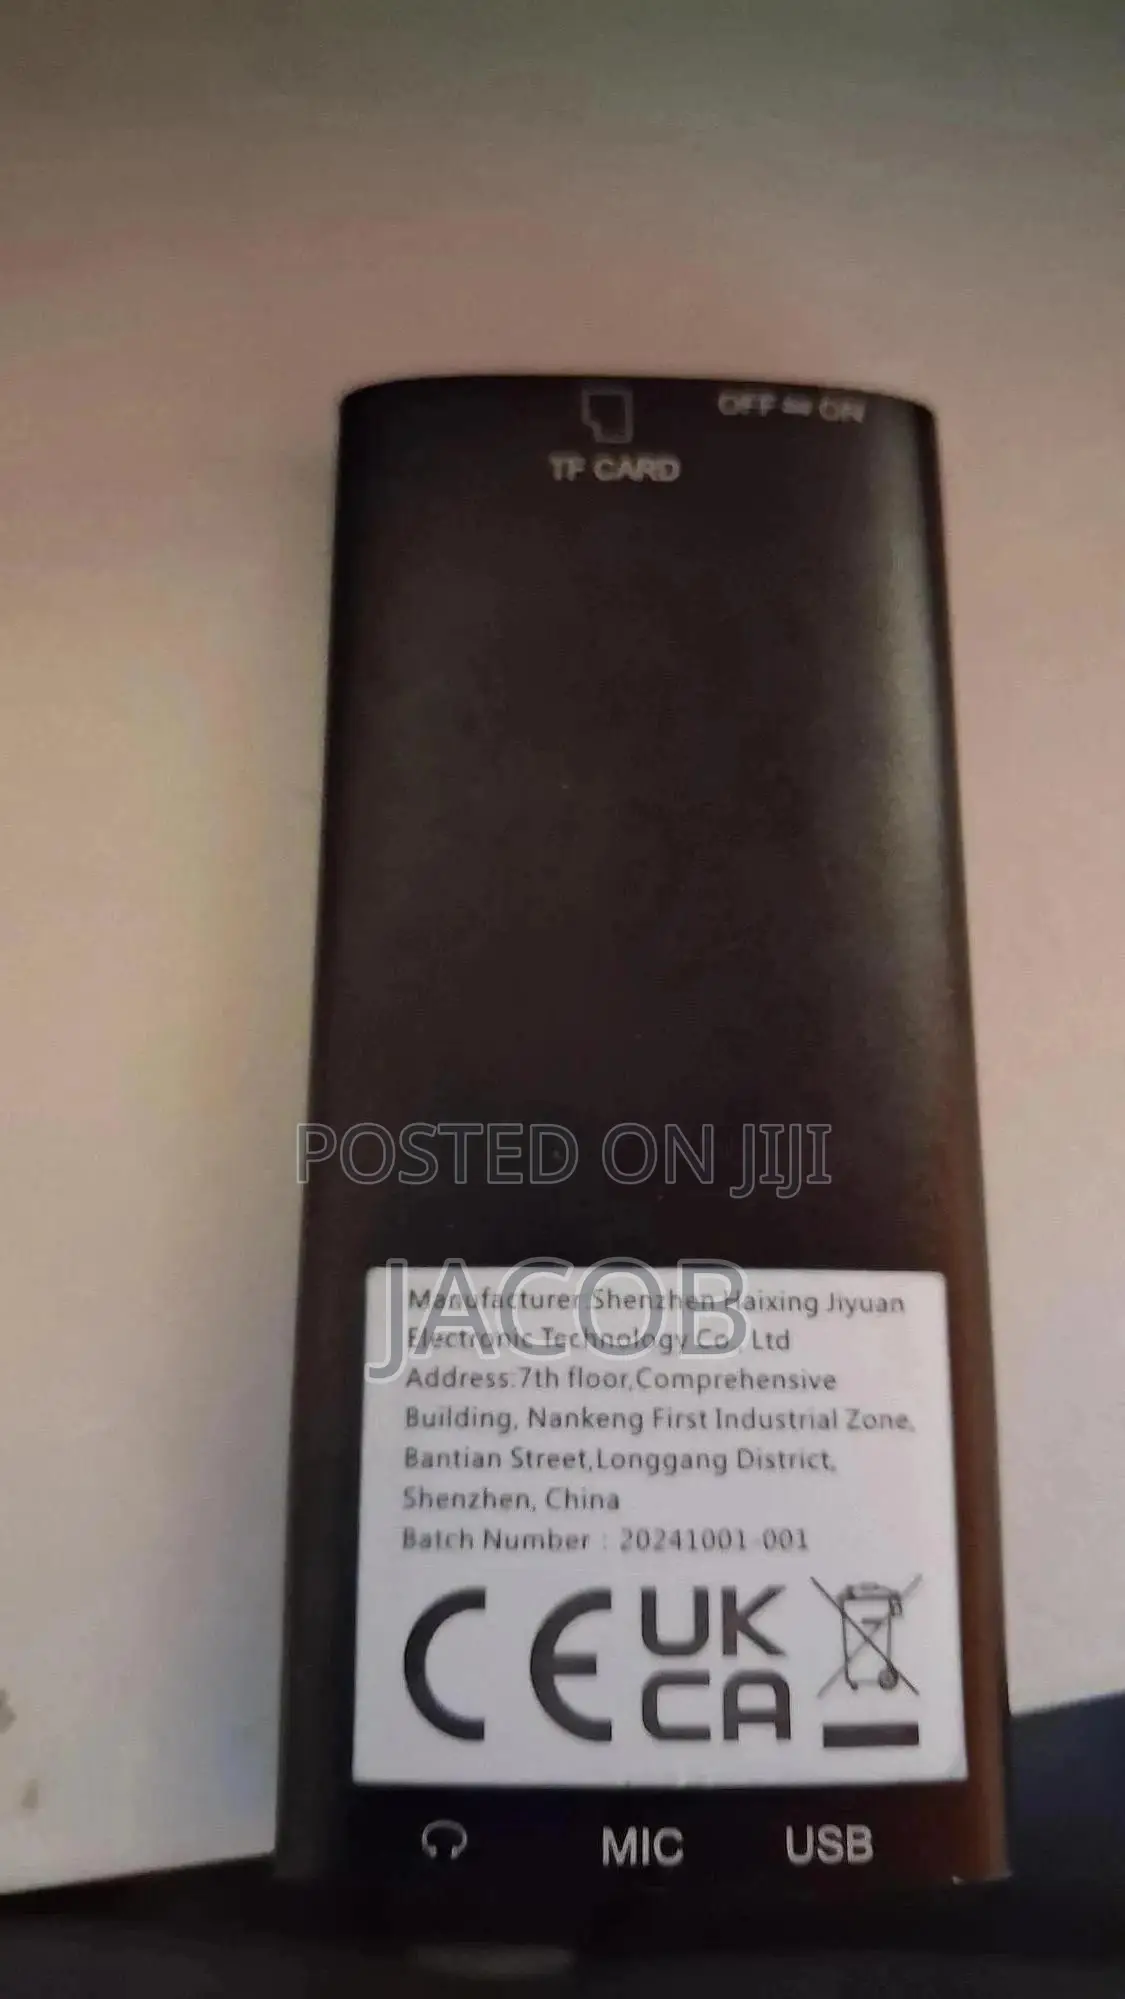 OFF ON
TF CARD
POSTED ON JIJI
JACOB
Manufacturer:Shenzhen Haixing Jiyuan
Electronic Technology Co., Ltd
Address:7th floor,Comprehensive
Building, Nankeng First Industrial Zone,
Bantian Street,Longgang District,
Shenzhen, China
Batch Number : 20241001-001
CE UK
CA
MIC USB